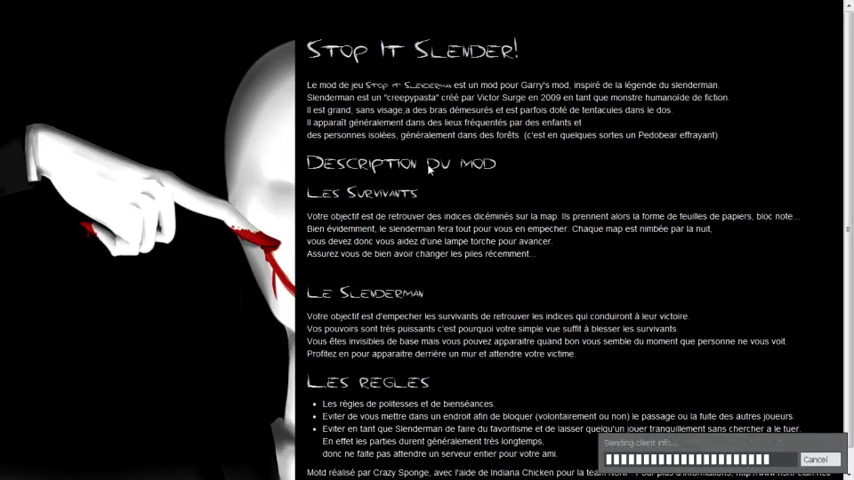 Stop It Slender!
Le mod de jeu Stop it Slenderman est un mod pour Garry's mod, inspiré de la légende du slenderman.
Slenderman est un "creepypasta" créé par Victor Surge en 2009 en tant que monstre humanoïde de fiction.
Il est grand, sans visage,a des bras démesurés et est parfois doté de tentacules dans le dos.
Il apparaît généralement dans des lieux fréquentés par des enfants et
des personnes isolées, généralement dans des forêts (c'est en quelques sortes un Pedobear effrayant).
Description du mod
Les Survivants
Votre objectif est de retrouver des indices dicéminés sur la map. Ils prennent alors la forme de feuilles de papiers, bloc note...
Bien évidemment, le slenderman fera tout pour vous en empecher. Chaque map est nimbée par la nuit,
vous devez donc vous aidez d'une lampe torche pour avancer.
Assurez vous de bien avoir changer les piles récemment...
Le Slenderman
Votre objectif est d'empecher les survivants de retrouver les indices qui conduiront à leur victoire.
Vos pouvoirs sont très puissants c'est pourquoi votre simple vue suffit à blesser les survivants.
Vous êtes invisibles de base mais vous pouvez apparaitre quand bon vous semble du moment que personne ne vous voit.
Profitez en pour apparaitre derrière un mur et attendre votre victime.
Les regles
Les règles de politesses et de bienséances.
Eviter de vous mettre dans un endroit afin de bloquer (volontairement ou non) le passage ou la fuite des autres joueurs.
Eviter en tant que Slenderman de faire du favoritisme et de laisser quelqu'un jouer tranquillement sans chercher a le tuer.
En effet les parties durent généralement très longtemps,
donc ne faite pas attendre un serveur entier pour votre ami.
Sending client info...
Cancel
Motd réalisé par Crazy Sponge, avec l'aide de Indiana Chicken pour la team